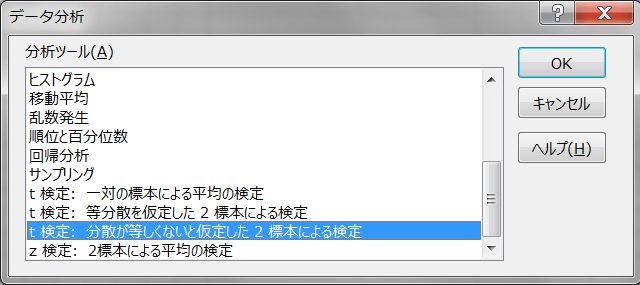 データ分析
分析ツール(A)
ヒストグラム
移動平均
乱数発生
順位と百分位数
回帰分析
サンプリング
t 検定: 一対の標本による平均の検定
t 検定: 等分散を仮定した 2 標本による検定
t 検定: 分散が等しくないと仮定した 2 標本による検定
z 検定: 2標本による平均の検定
OK
キャンセル
ヘルプ(H)